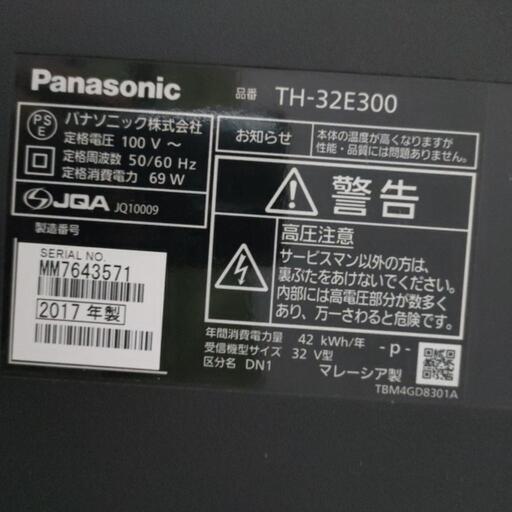 Panasonic
品番 TH-32E300
PS E
パナソニック株式会社
定格電圧 100 V ～
定格周波数 50/60 Hz
定格消費電力 69 W
お知らせ
本体の温度が高くなりますが
性能・品質には問題ありません。
JQA JQ10009
製造番号
SERIAL NO.
MM7643571
2017 年製
警告
高圧注意
サービスマン以外の方は、
裏ぶたをあけないでください。
内部には高電圧部分が数多く
あり、万一さわると危険です。
年間消費電力量 42 kWh/年
受信機型サイズ 32 V型
区分名 DN1
-p-
マレーシア製
TBM4GD8301A